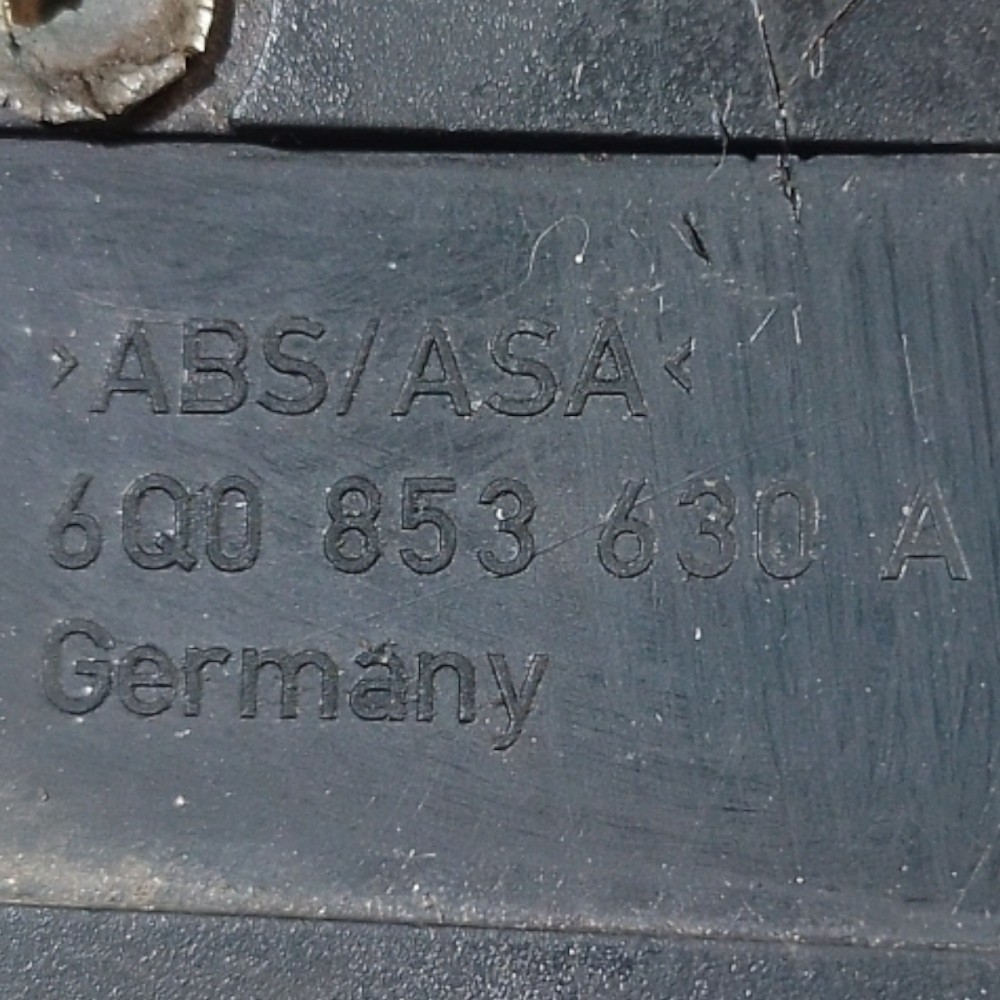 >ABS/ASA<
6Q0 853 630 A
Germany